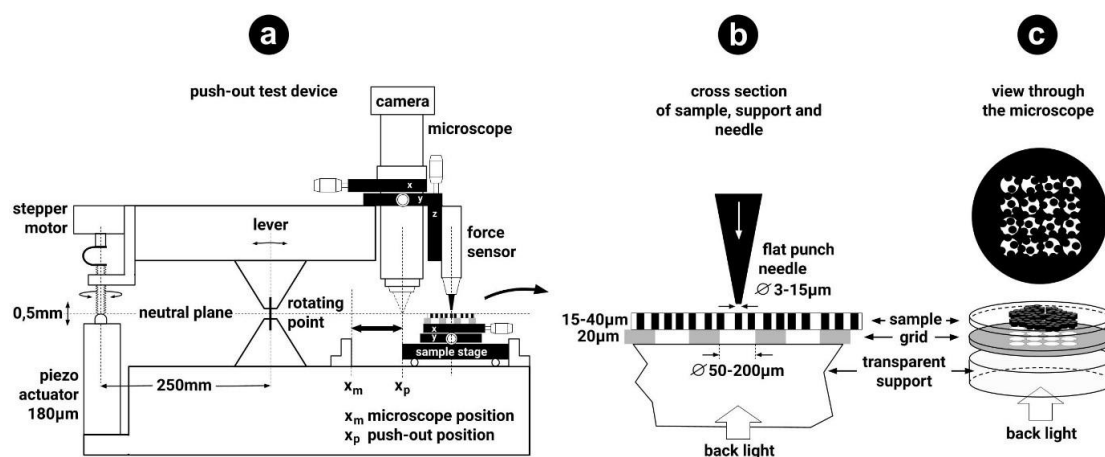 a
push-out test device
camera
microscope
x
y
z
stepper
motor
lever
force
sensor
0,5mm
neutral plane
rotating
point
x
y
sample stage
piezo
actuator
180µm
250mm
xm
xp
xm microscope position
xp push-out position
b
cross section
of sample, support and
needle
flat punch
needle
∅ 3-15µm
15-40µm
20µm
∅ 50-200µm
back light
c
view through
the microscope
sample
grid
transparent
support
back light